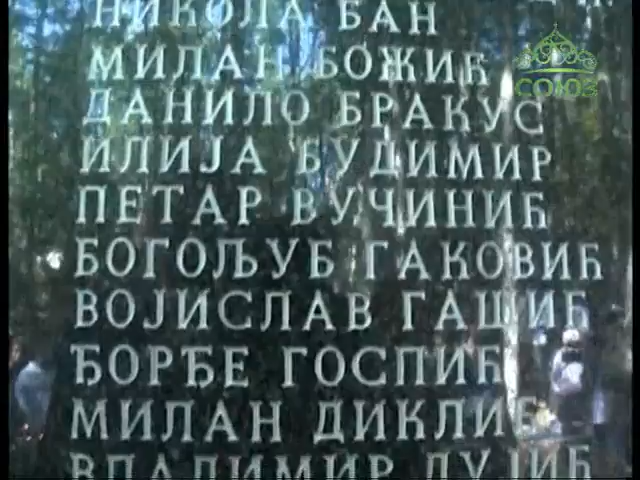 НИКОЛА БАН
МИЛАН БОЖИЋ
СОЮЗ
ДАНИЛО БРАКУС
ИЛИЈА БУДИМИР
ПЕТАР ВУЧИНИЋ
БОГОЉУБ ГАКОВИЋ
ВОЈИСЛАВ ГАШИЋ
ЂОРЂЕ ГОСПИЋ
МИЛАН ДИКЛИЋ
ВЛАДИМИР ДУЈИЋ